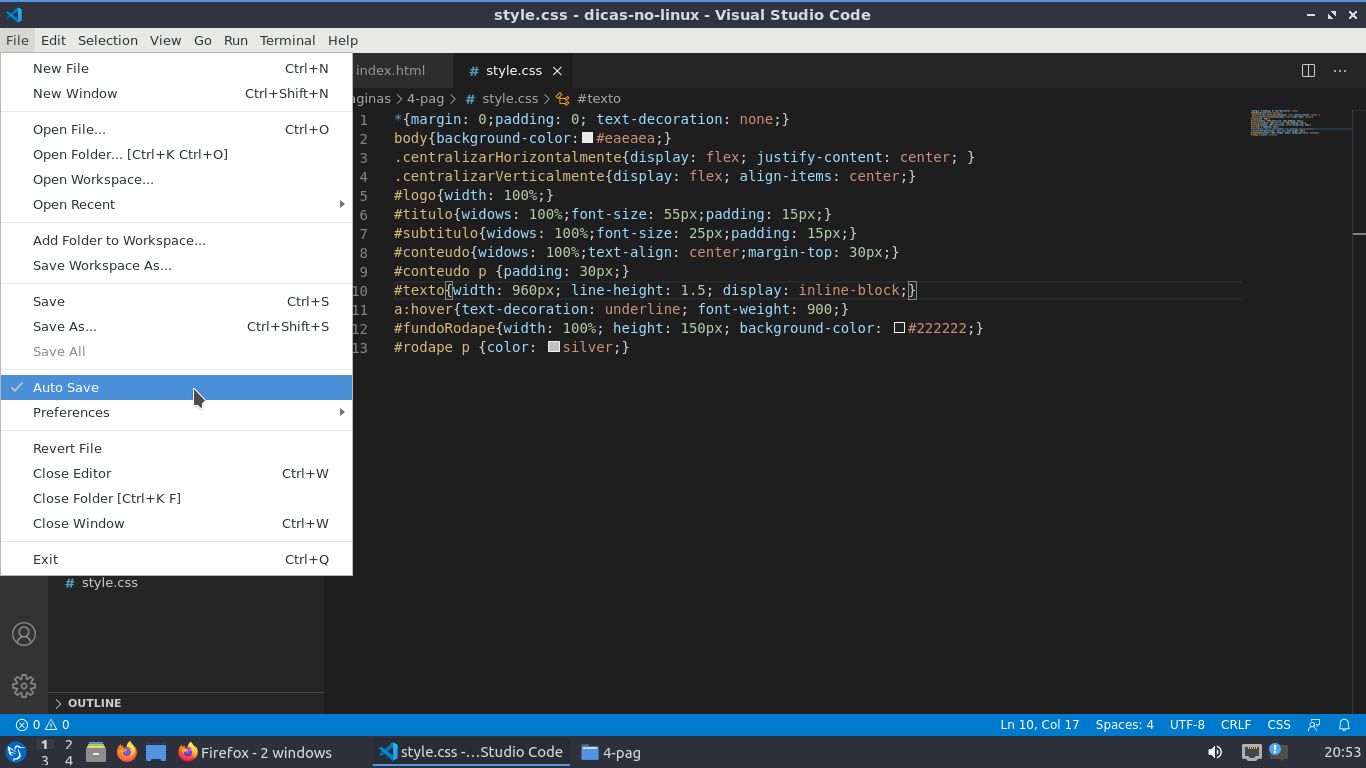 style.css - dicas-no-linux - Visual Studio Code
File Edit Selection View Go Run Terminal Help
New File Ctrl+N
New Window Ctrl+Shift+N
Open File... Ctrl+O
Open Folder... [Ctrl+K Ctrl+O]
Open Workspace...
Open Recent
Add Folder to Workspace...
Save Workspace As...
Save Ctrl+S
Save As... Ctrl+Shift+S
Save All
Auto Save
Preferences
Revert File
Close Editor Ctrl+W
Close Folder [Ctrl+K F]
Close Window Ctrl+W
Exit Ctrl+Q
# style.css
OUTLINE
index.html # style.css
aginas > 4-pag > # style.css > #texto
1 *{margin: 0;padding: 0; text-decoration: none;}
2 body{background-color: #eaeaea;}
3 .centralizarHorizontalmente{display: flex; justify-content: center; }
4 .centralizarVerticalmente{display: flex; align-items: center;}
5 #logo{width: 100%;}
6 #titulo{widows: 100%;font-size: 55px;padding: 15px;}
7 #subtitulo{widows: 100%;font-size: 25px;padding: 15px;}
8 #conteudo{widows: 100%;text-align: center;margin-top: 30px;}
9 #conteudo p {padding: 30px;}
10 #texto{width: 960px; line-height: 1.5; display: inline-block;}
11 a:hover{text-decoration: underline; font-weight: 900;}
12 #fundoRodape{width: 100%; height: 150px; background-color: #222222;}
13 #rodape p {color: silver;}
0 0 Ln 10, Col 17 Spaces: 4 UTF-8 CRLF CSS
1 2
3 4
Firefox - 2 windows style.css -...Studio Code 4-pag 20:53